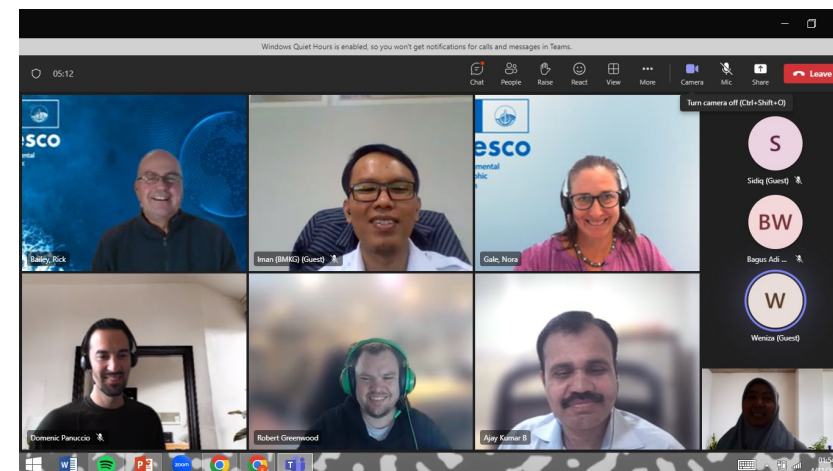 Windows Quiet Hours is enabled, so you won't get notifications for calls and messages in Teams.
05:12
Chat
People
Raise
React
View
More
Camera
Mic
Share
Leave
Turn camera off (Ctrl+Shift+O)
esco
Bailey, Rick
Iman (BMKG) (Guest)
esco
Gale, Nora
S
Sidiq (Guest)
BW
Bagus Adi ...
W
Weniza (Guest)
Domenic Panuccio
Robert Greenwood
Ajay Kumar B
zoom